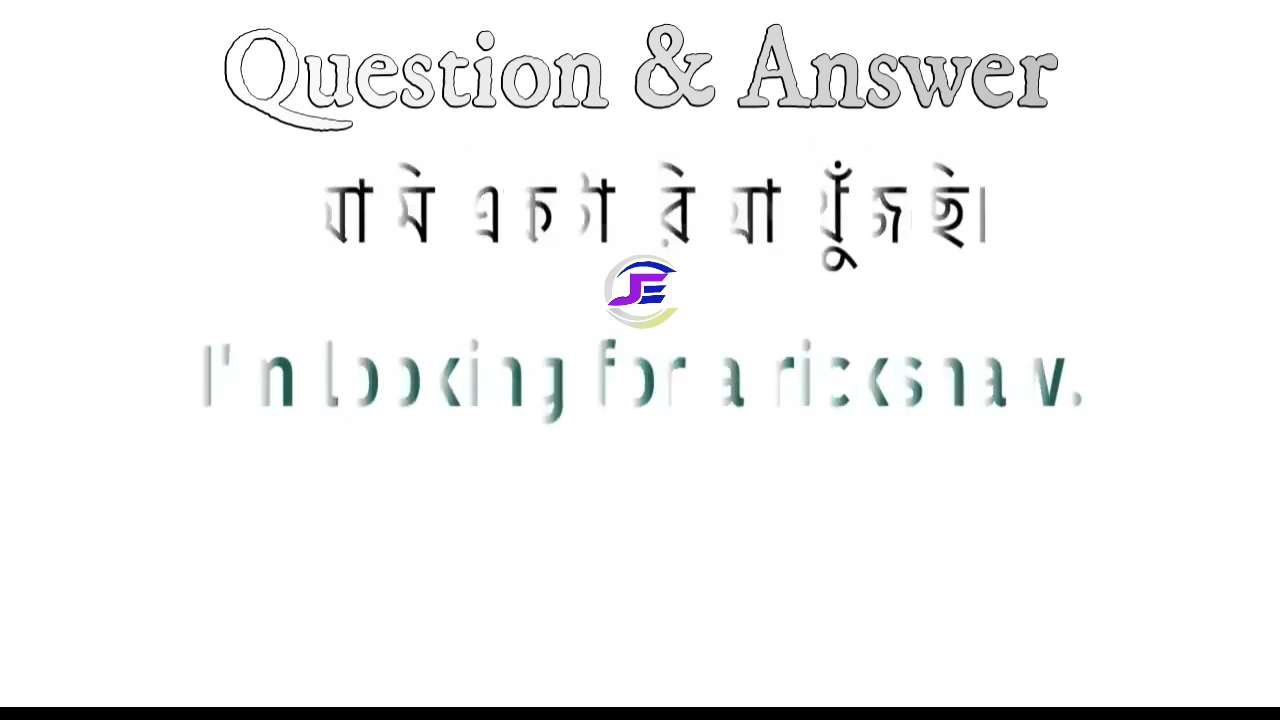 Question & Answer
আমি একটা রিক্সা খুঁজছি।
I'm looking for a rickshaw.